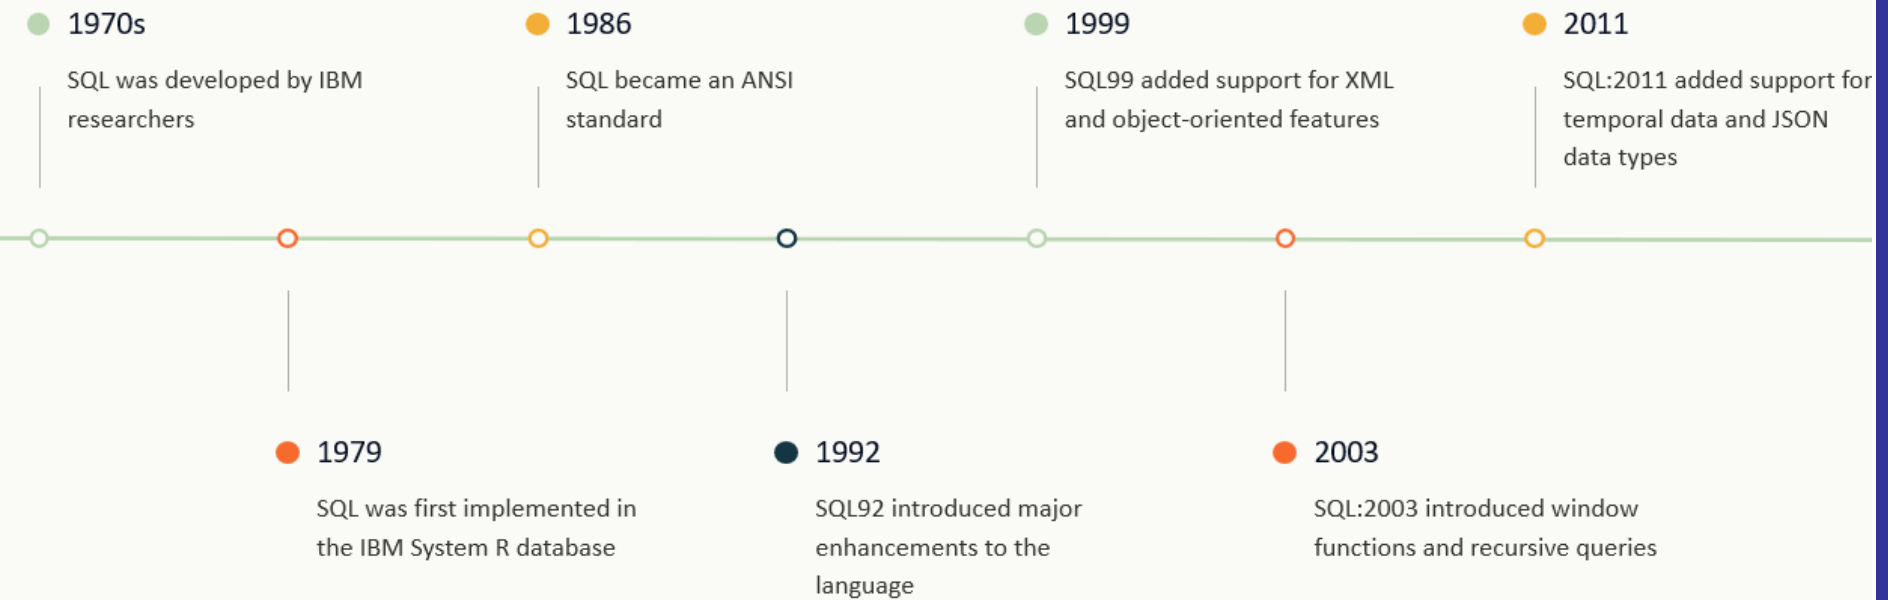 1970s
SQL was developed by IBM
researchers
1986
SQL became an ANSI
standard
1999
SQL99 added support for XML
and object-oriented features
2011
SQL:2011 added support for
temporal data and JSON
data types
1979
SQL was first implemented in
the IBM System R database
1992
SQL92 introduced major
enhancements to the
language
2003
SQL:2003 introduced window
functions and recursive queries